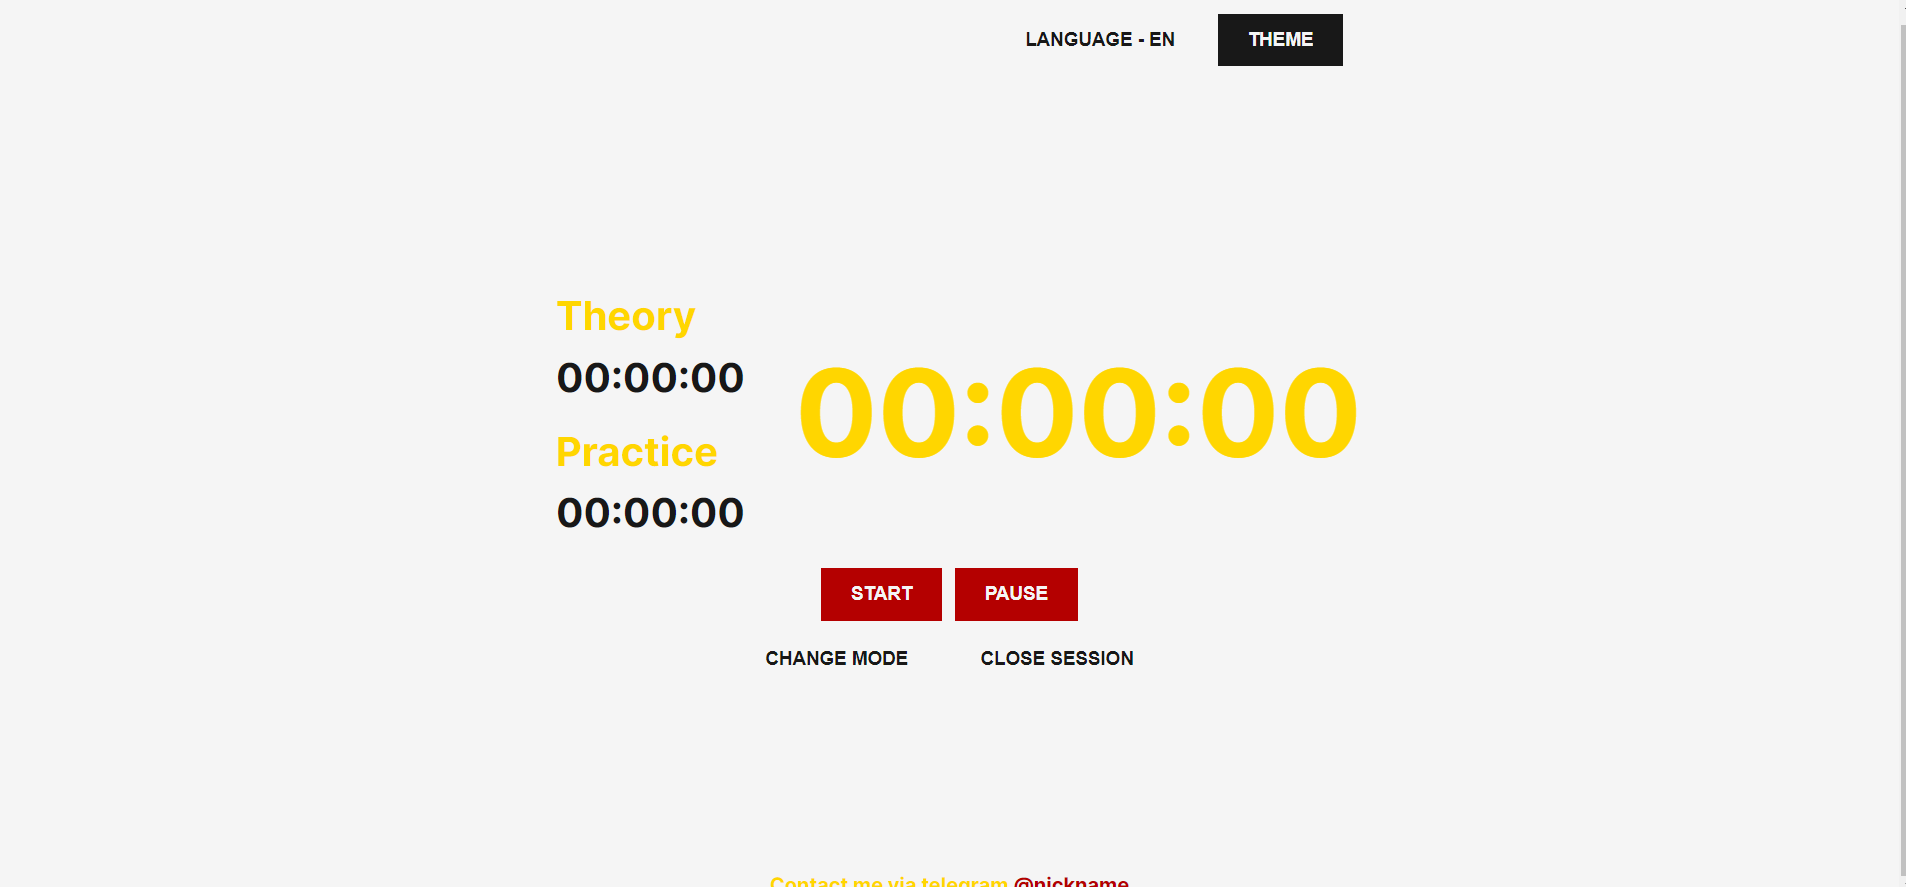 LANGUAGE - EN THEME
Theory
00:00:00
Practice
00:00:00
00:00:00
START PAUSE
CHANGE MODE CLOSE SESSION
Contact me via telegram @nickname